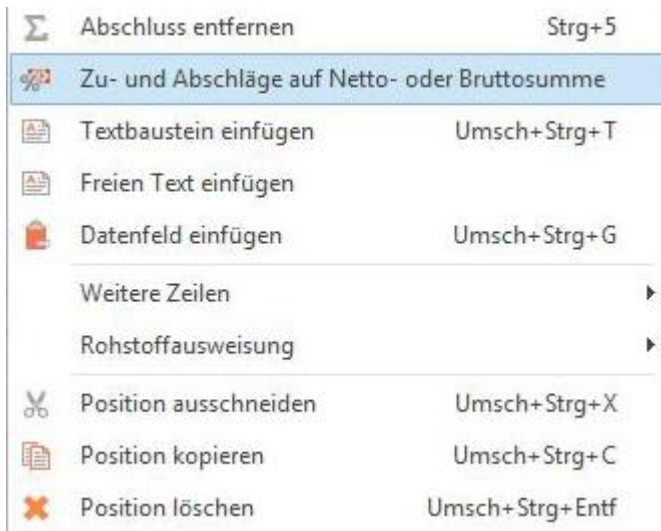 Abschluss entfernen Strg+5
Zu- und Abschläge auf Netto- oder Bruttosumme
Textbaustein einfügen Umsch+Strg+T
Freien Text einfügen
Datenfeld einfügen Umsch+Strg+G
Weitere Zeilen
Rohstoffausweisung
Position ausschneiden Umsch+Strg+X
Position kopieren Umsch+Strg+C
Position löschen Umsch+Strg+Entf